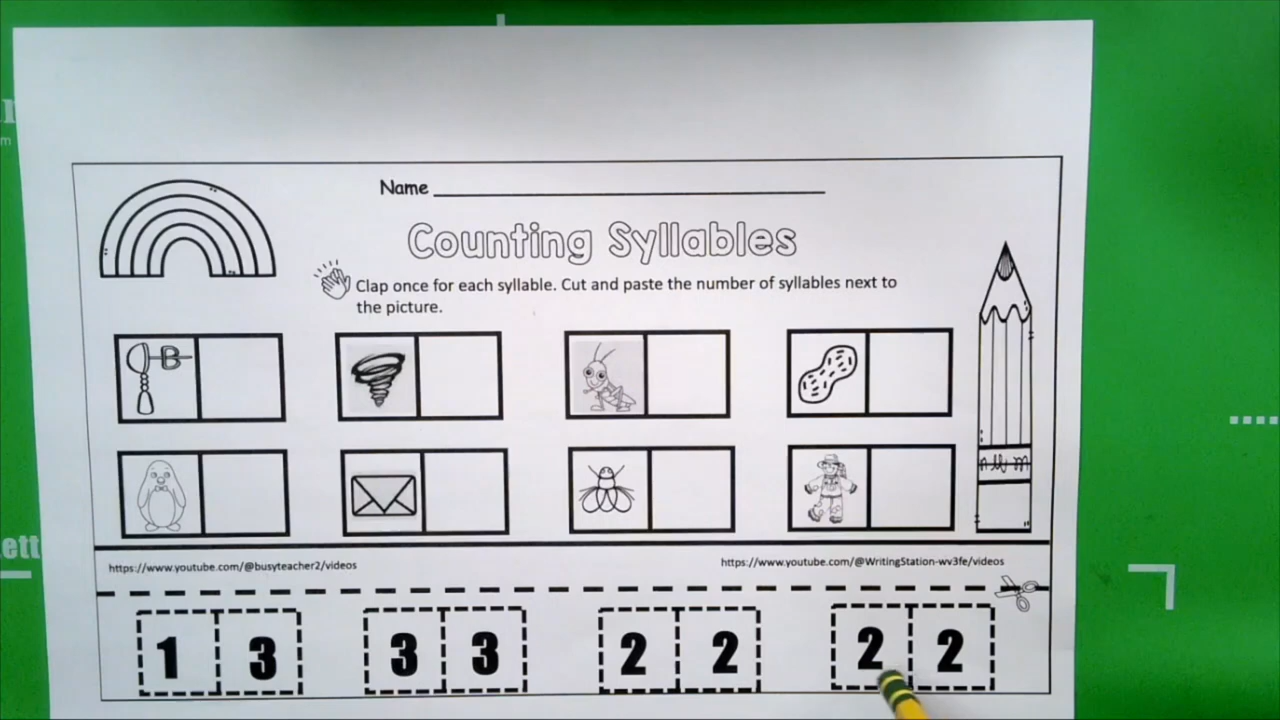 Name
Counting Syllables
Clap once for each syllable. Cut and paste the number of syllables next to
the picture.
B
https://www.youtube.com/@busyteacher2/videos
https://www.youtube.com/@WritingStation-wv3fe/videos
1 3 3 3 2 2 2 2